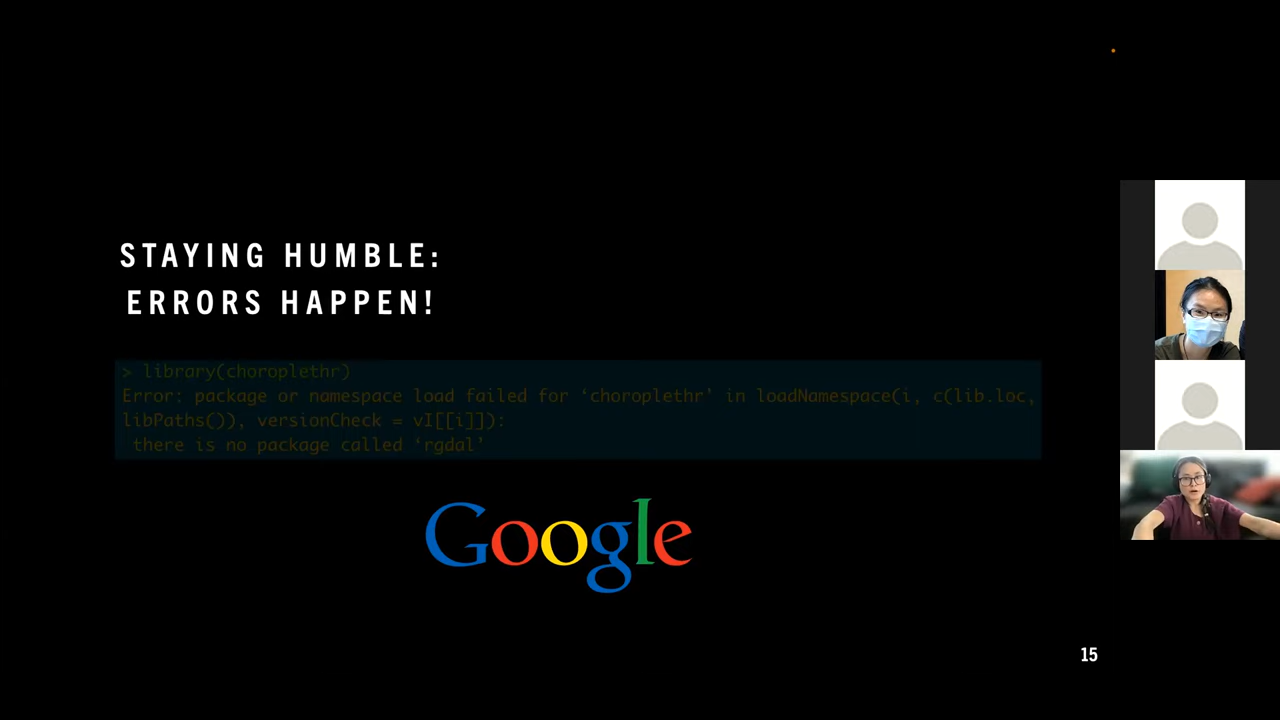 STAYING HUMBLE:
ERRORS HAPPEN!
> library(choroplethr)
Error: package or namespace load failed for ‘choroplethr’ in loadNamespace(i, c(lib.loc,
libPaths()), versionCheck = vI[[i]]):
there is no package called ‘rgdal’
Google
15